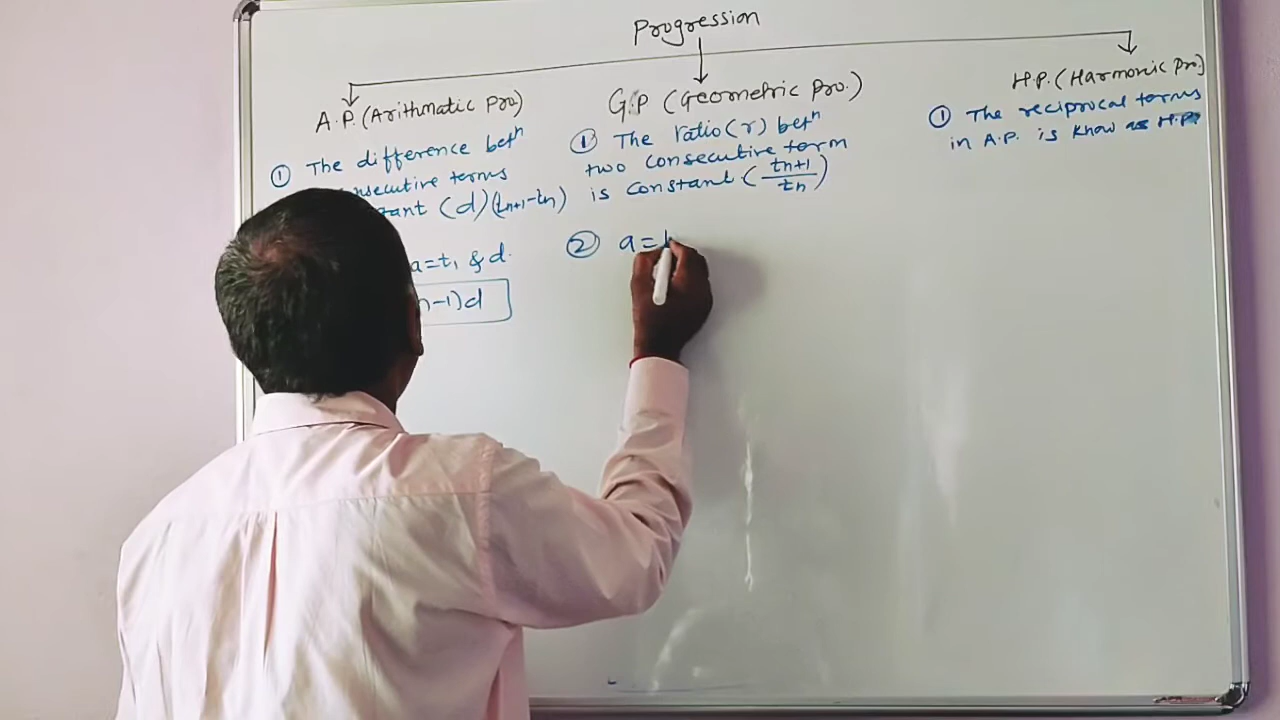 Progression
A.P. (Arithmatic Pro)
① The difference betⁿ
terms
(d) (tn+1-tn)
a=t₁ & d.
-1)d
G.P (Geometric Pro.)
① The ratio(r) betⁿ
two consecutive term
is constant (tn+1/tn)
② a=
H.P. (Harmonic Pro)
① The reciprocal terms
in A.P. is know as H.P.